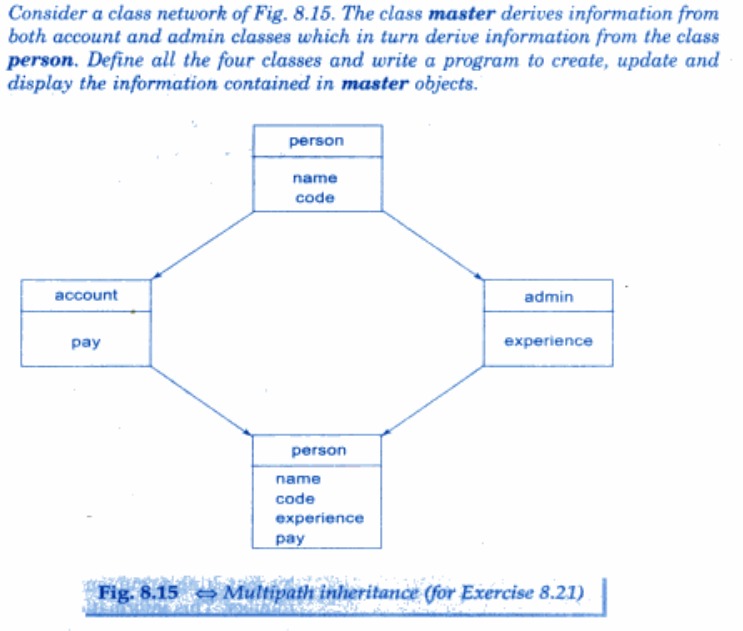 Consider a class network of Fig. 8.15. The class master derives information from
both account and admin classes which in turn derive information from the class
person. Define all the four classes and write a program to create, update and
display the information contained in master objects.
person
name
code
account
pay
admin
experience
person
name
code
experience
pay
Fig. 8.15 ⇔ Multipath inheritance (for Exercise 8.21)